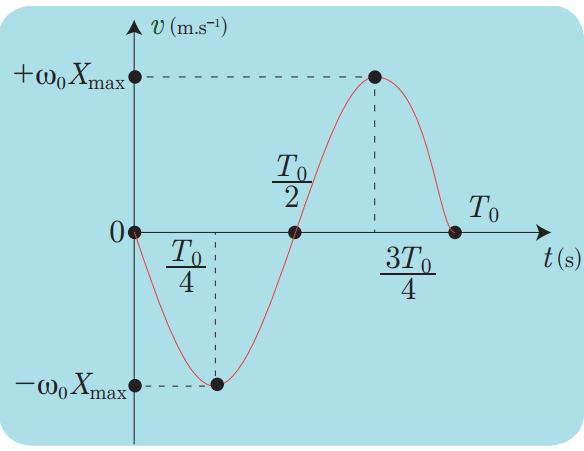 v (m.s⁻¹)
+ω₀X_max
T₀/2
T₀
0
T₀/4
3T₀/4
t (s)
−ω₀X_max